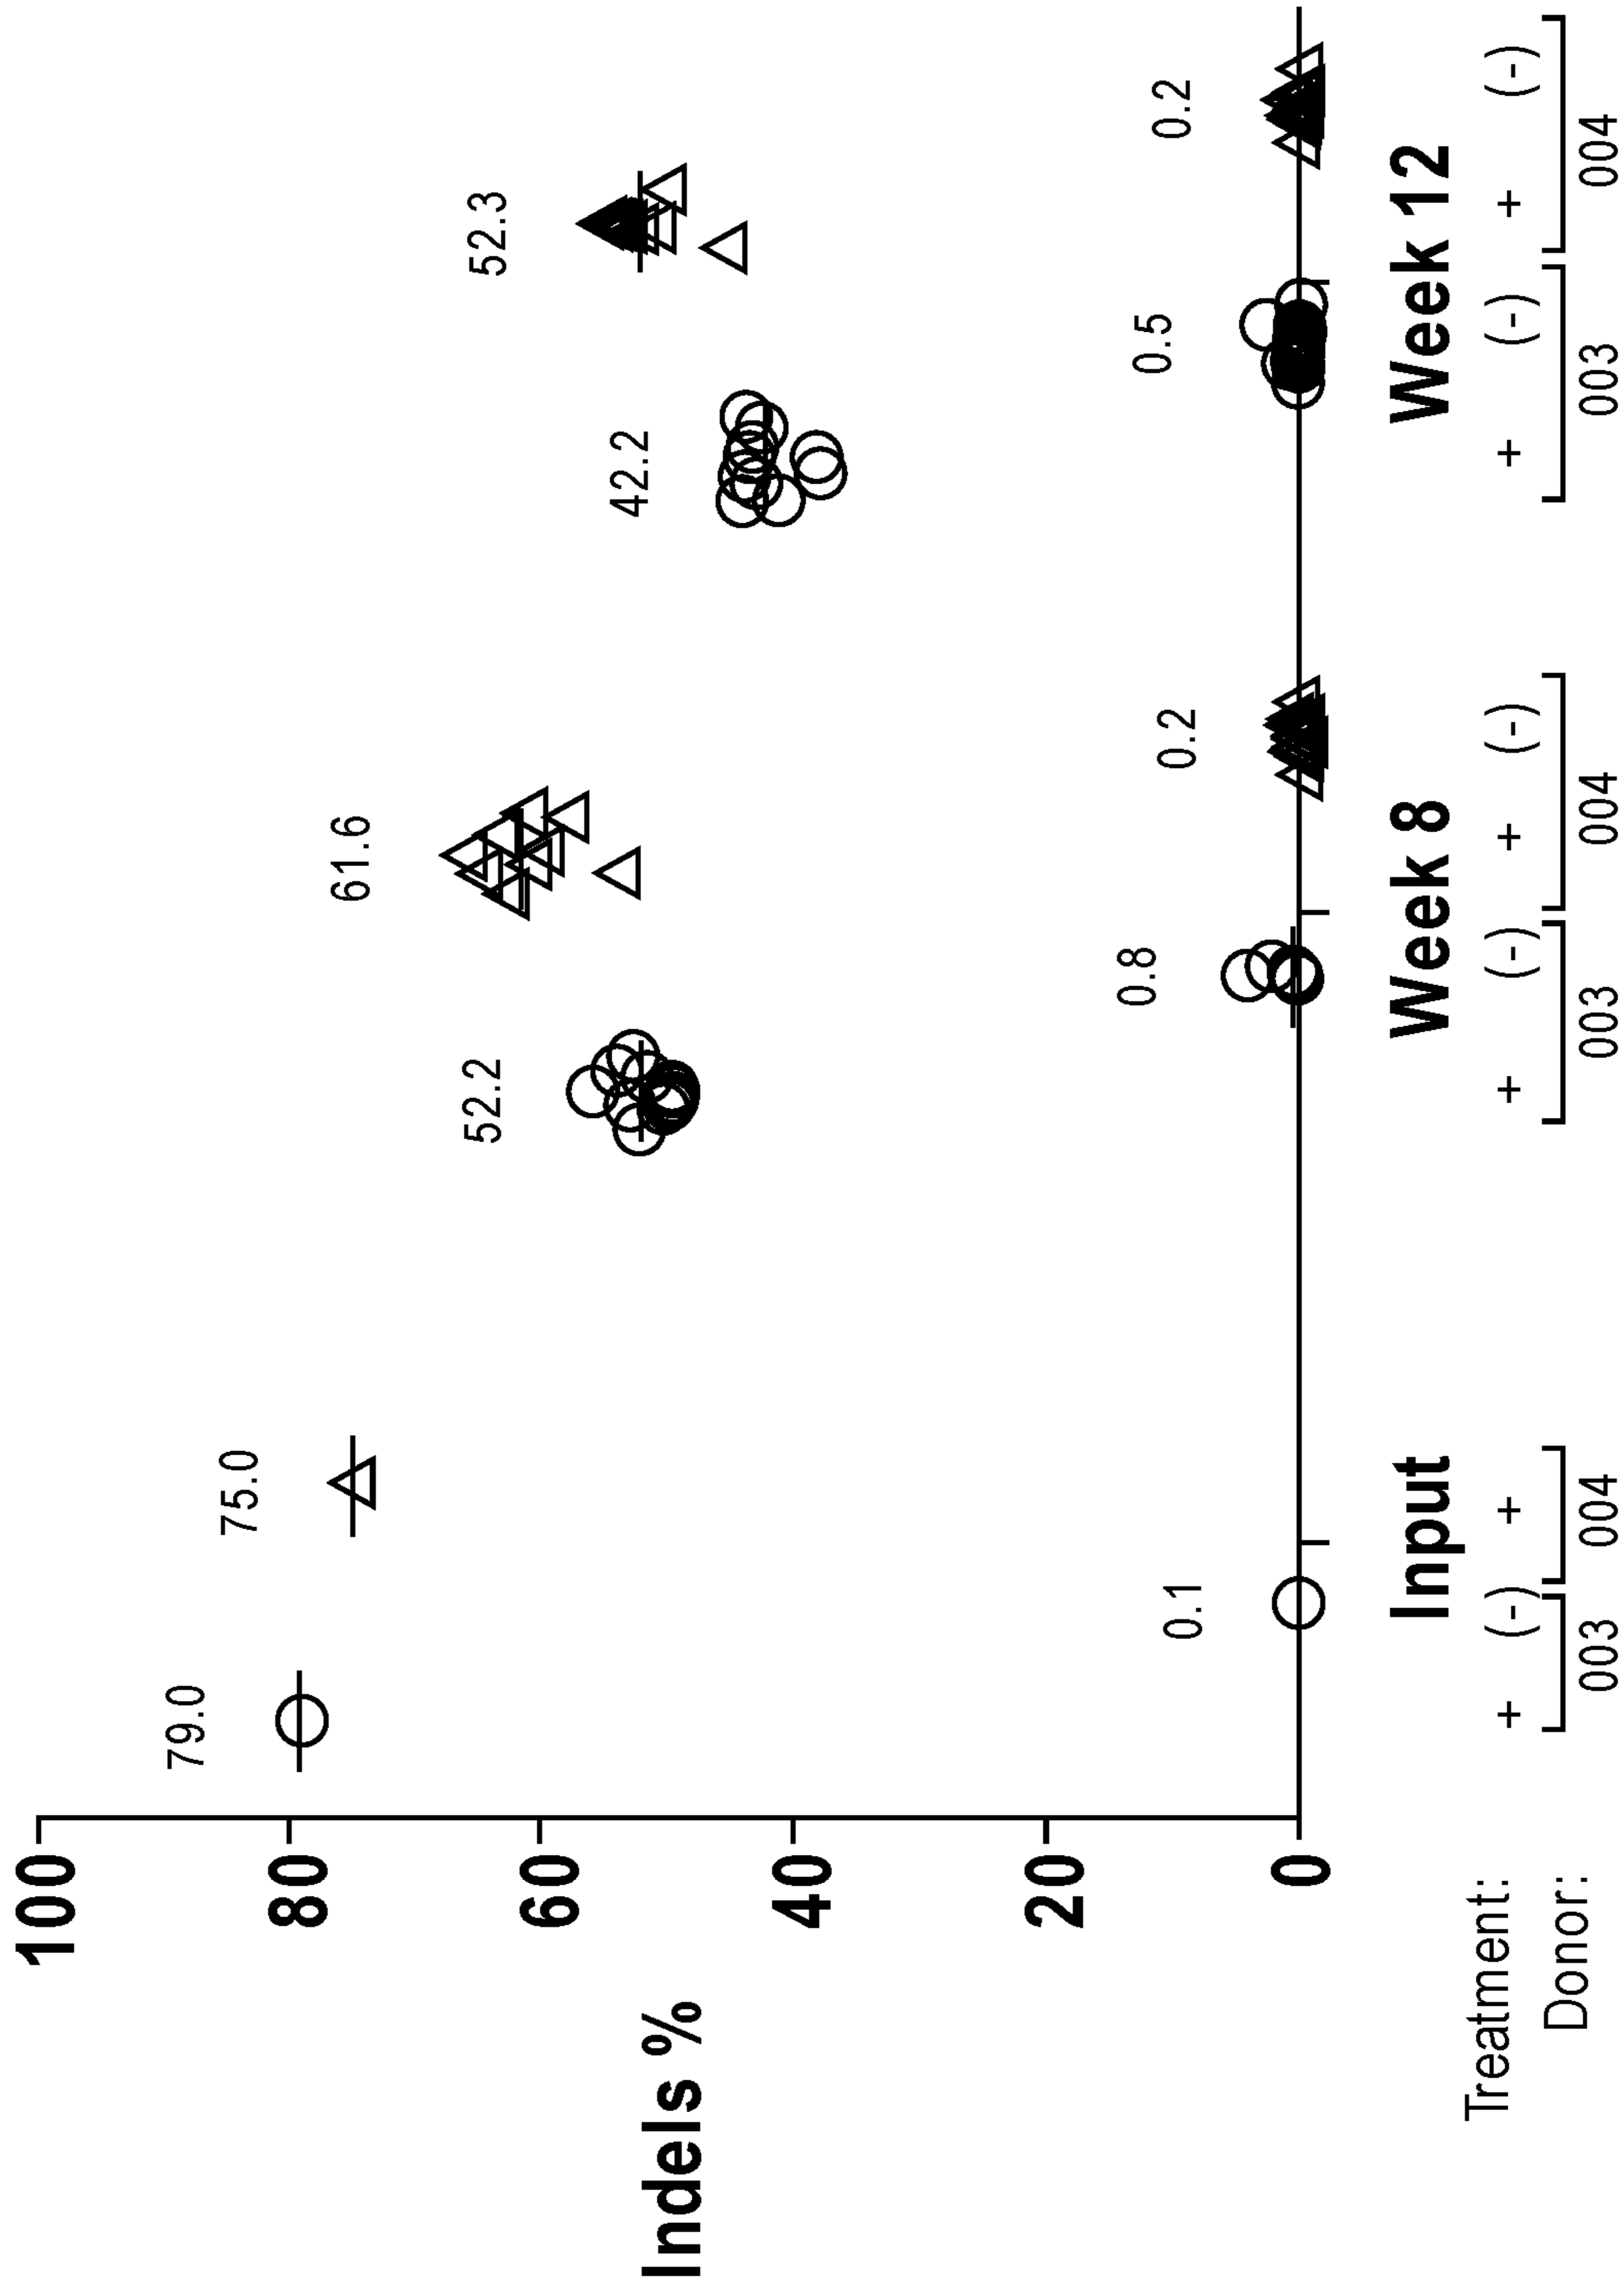 Indels %
100
80
60
40
20
0
79.0
0.1
75.0
52.2
0.8
61.6
0.2
42.2
0.5
52.3
0.2
Input
Week 8
Week 12
Treatment: + (-) + + (-) + (-) + (-) + (-)
Donor: 003 004 003 004 003 004